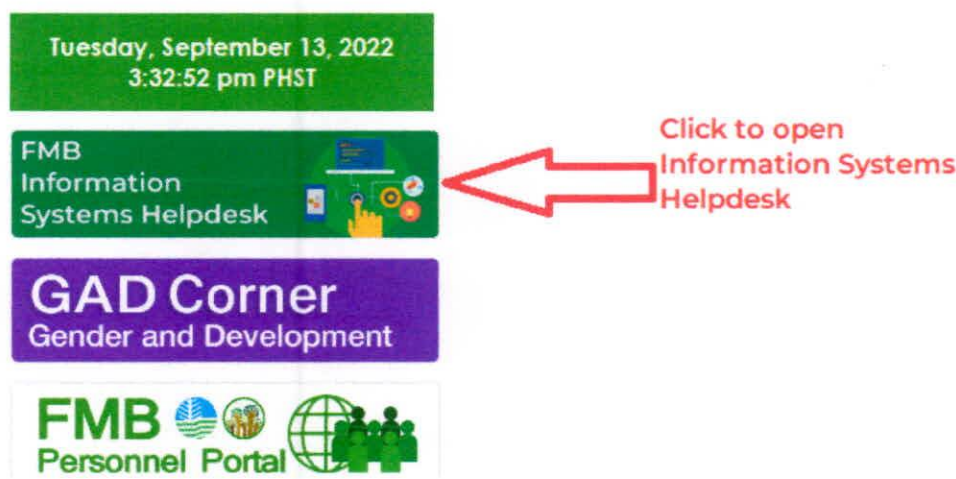 Tuesday, September 13, 2022
3:32:52 pm PHST
FMB
Information
Systems Helpdesk
Click to open
Information Systems
Helpdesk
GAD Corner
Gender and Development
FMB
Personnel Portal